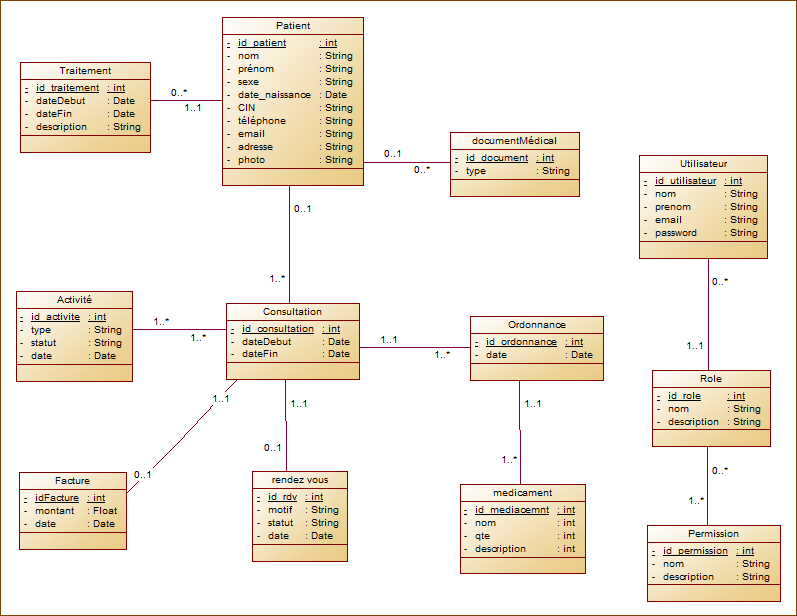 Patient
- id_patient : int
- nom : String
- prénom : String
- sexe : String
- date_naissance : Date
- CIN : String
- téléphone : String
- email : String
- adresse : String
- photo : String
Traitement
- id_traitement : int
- dateDebut : Date
- dateFin : Date
- description : String
0..*
1..1
documentMédical
- id_document : int
- type : String
0..1
0..*
Utilisateur
- id_utilisateur : int
- nom : String
- prenom : String
- email : String
- password : String
0..1
1..*
0..*
1..1
Activité
- id_activite : int
- type : String
- statut : String
- date : Date
1..*
1..*
Consultation
- id_consultation : int
- dateDebut : Date
- dateFin : Date
1..1
1..*
Ordonnance
- id_ordonnance : int
- date : Date
Role
- id_role : int
- nom : String
- description : String
1..1
0..1
1..1
0..1
1..1
1..*
0..*
1..*
Facture
- idFacture : int
- montant : Float
- date : Date
rendez vous
- id_rdv : int
- motif : String
- statut : String
- date : Date
medicament
- id_mediacemnt : int
- nom : int
- qte : int
- description : int
Permission
- id_permission : int
- nom : String
- description : String